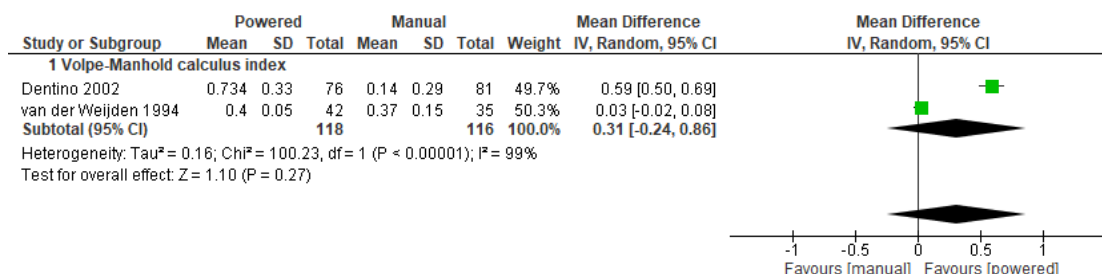 Powered Manual Mean Difference Mean Difference
Study or Subgroup Mean SD Total Mean SD Total Weight IV, Random, 95% CI IV, Random, 95% CI
1 Volpe-Manhold calculus index
Dentino 2002 0.734 0.33 76 0.14 0.29 81 49.7% 0.59 [0.50, 0.69]
van der Weijden 1994 0.4 0.05 42 0.37 0.15 35 50.3% 0.03 [-0.02, 0.08]
Subtotal (95% CI) 118 116 100.0% 0.31 [-0.24, 0.86]
Heterogeneity: Tau² = 0.16; Chi² = 100.23, df = 1 (P < 0.00001); I² = 99%
Test for overall effect: Z = 1.10 (P = 0.27)
-1 -0.5 0 0.5 1
Favours [manual] Favours [powered]